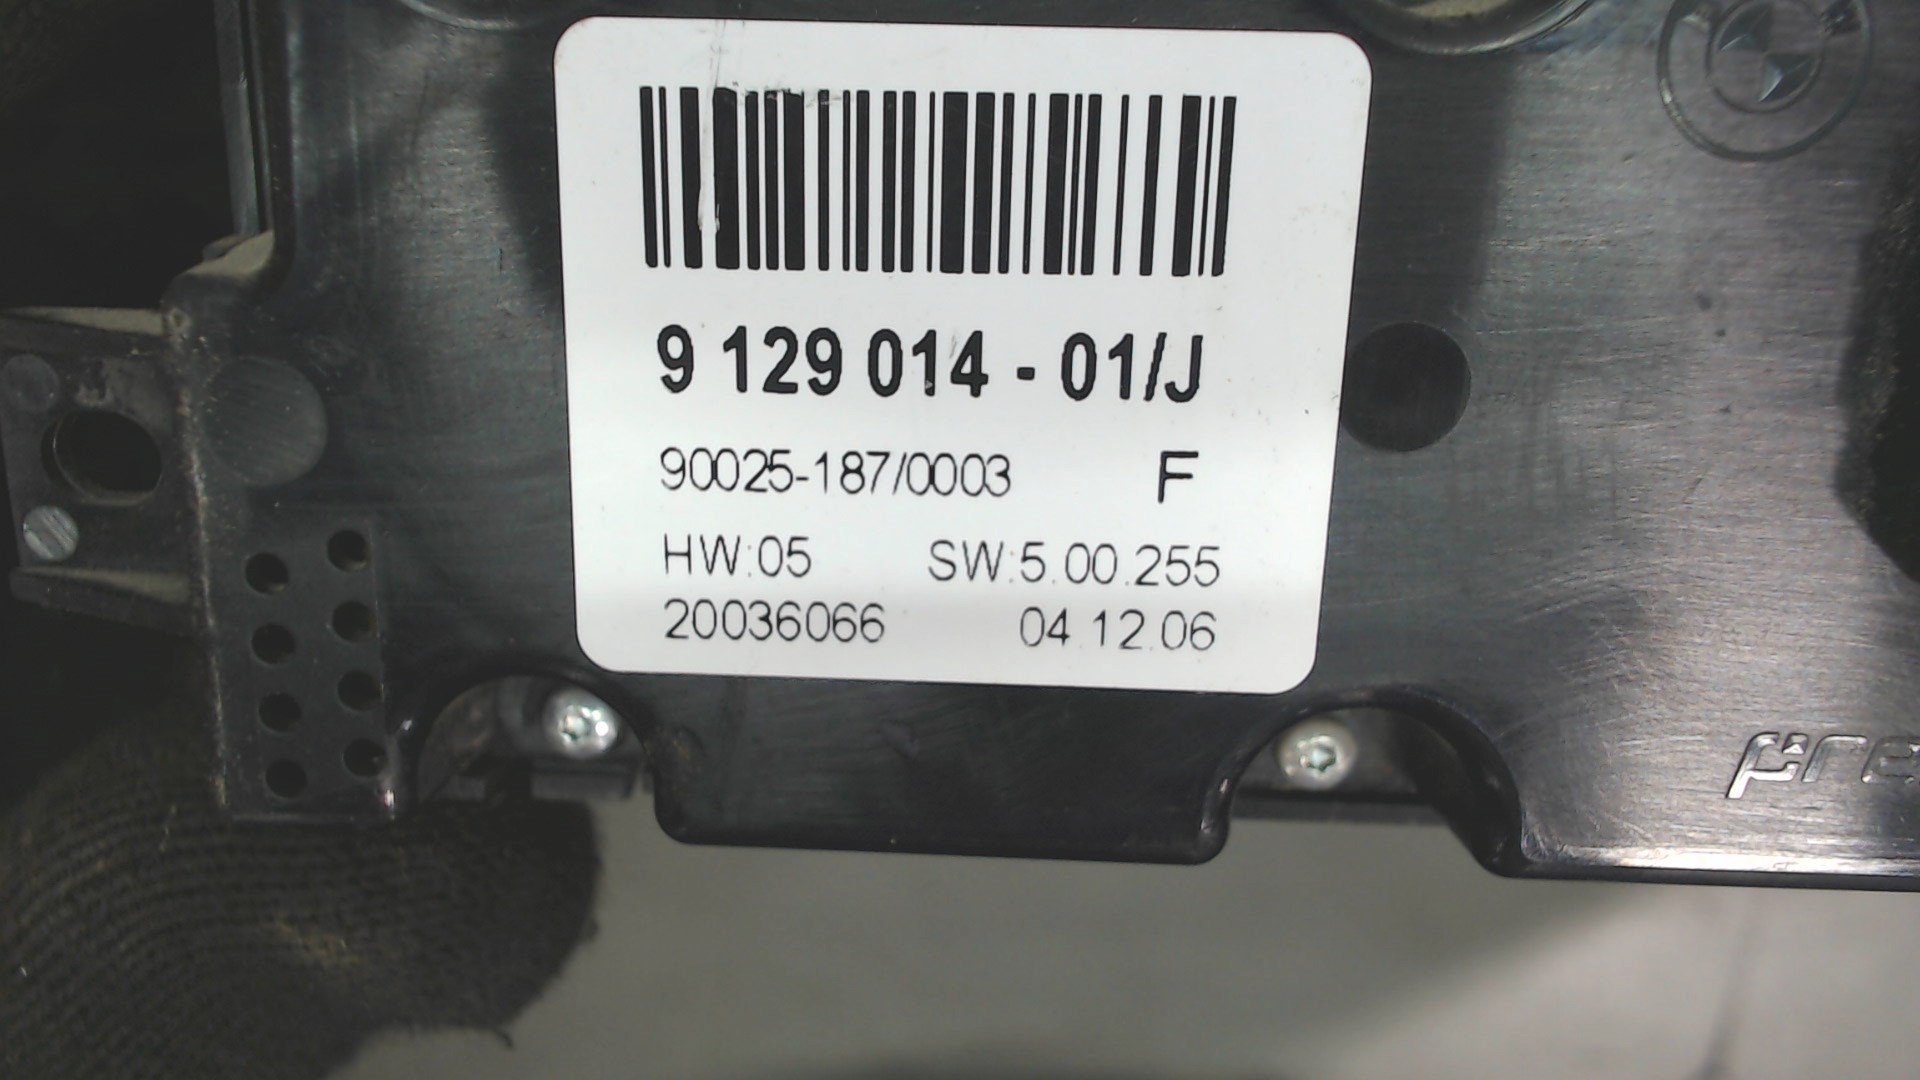 9 129 014 - 01/J
90025-187/0003 F
HW:05 SW:5.00.255
20036066 04.12.06